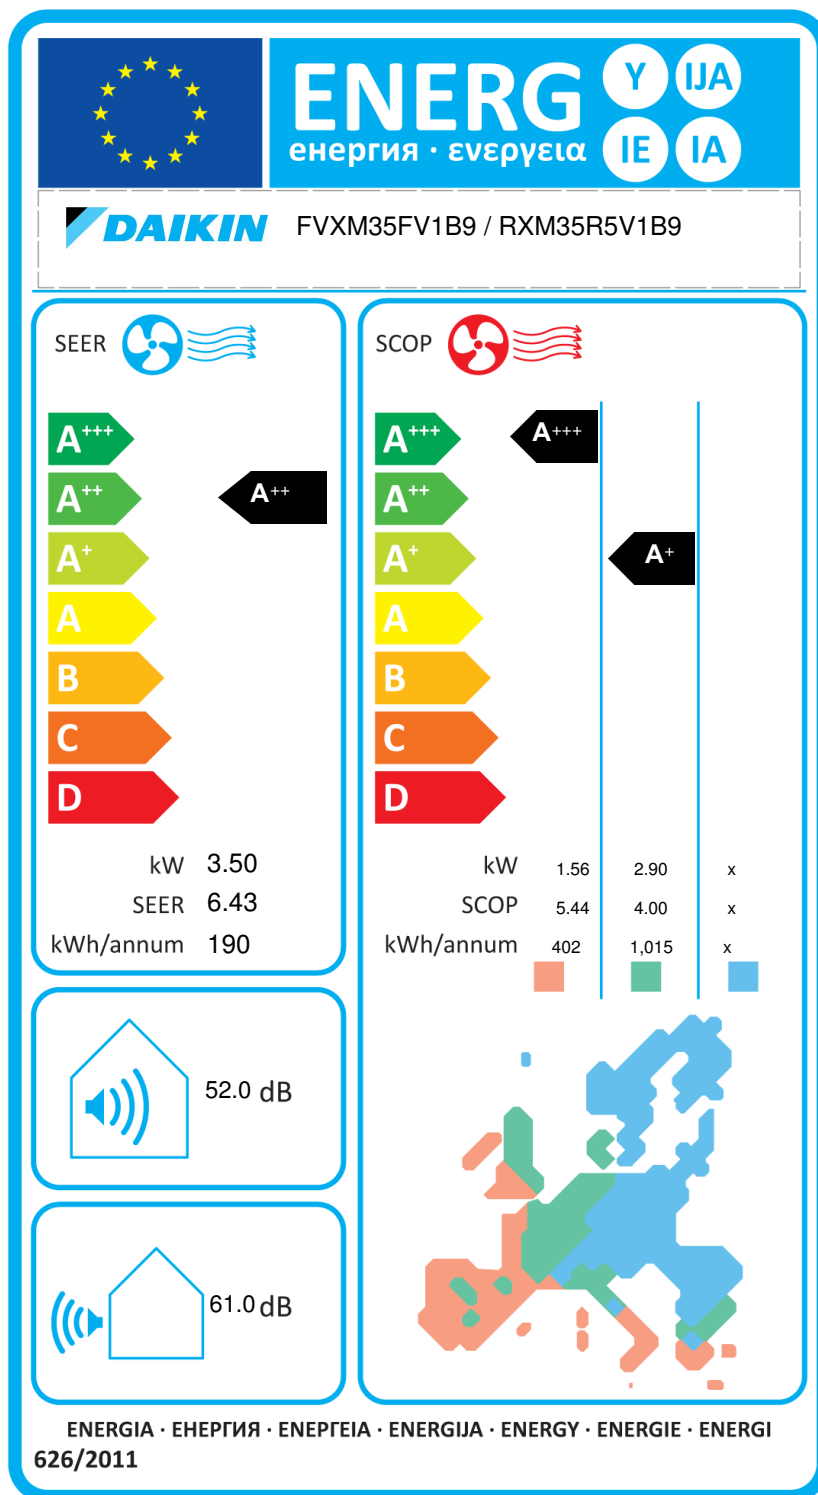 ENERG
енергия · ενεργεια
Y IJA
IE IA
DAIKIN FVXM35FV1B9 / RXM35R5V1B9
SEER
A+++
A++ A++
A+
A
B
C
D
kW 3.50
SEER 6.43
kWh/annum 190
SCOP
A+++ A+++
A++
A+ A+
A
B
C
D
kW 1.56 2.90 x
SCOP 5.44 4.00 x
kWh/annum 402 1,015 x
52.0 dB
61.0 dB
ENERGIA · ЕНЕРГИЯ · ΕΝΕΡΓΕΙΑ · ENERGIJA · ENERGY · ENERGIE · ENERGI
626/2011